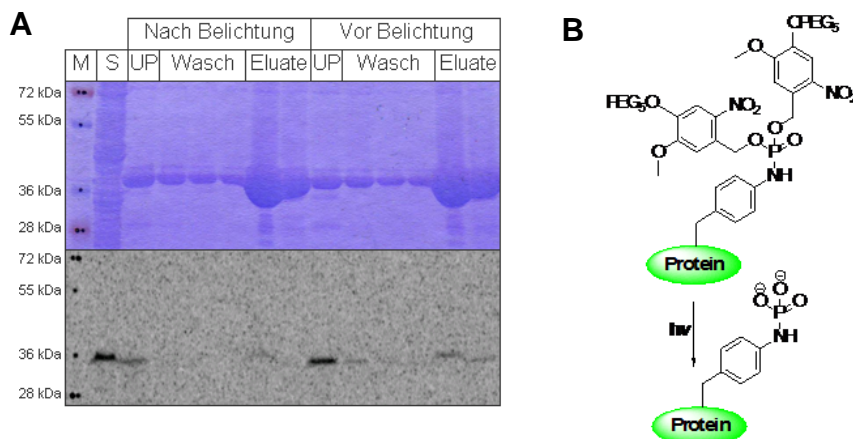 A
Nach Belichtung Vor Belichtung
M S UP Wasch Eluate UP Wasch Eluate
72 kDa
55 kDa
36 kDa
28 kDa
72 kDa
55 kDa
36 kDa
28 kDa
B
OPEG5
O
NO2
PEG5O
NO2
O
O
O
P
O
NH
Protein
O⊖
⊖O
P
O
hν
NH
Protein